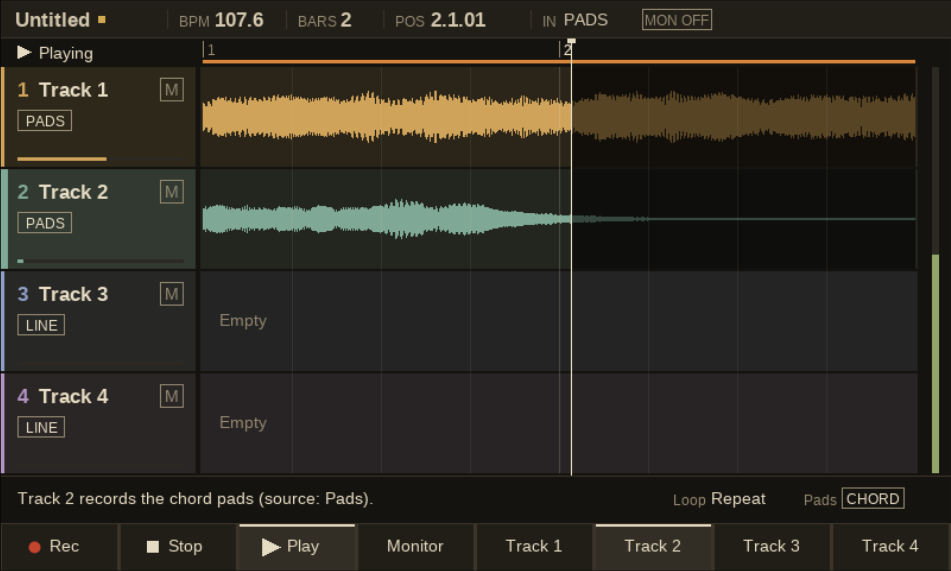 Untitled BPM 107.6 BARS 2 POS 2.1.01 IN PADS MON OFF
Playing 1 2
1 Track 1 M
PADS
2 Track 2 M
PADS
3 Track 3 M
LINE
Empty
4 Track 4 M
LINE
Empty
Track 2 records the chord pads (source: Pads). Loop Repeat Pads CHORD
Rec Stop Play Monitor Track 1 Track 2 Track 3 Track 4